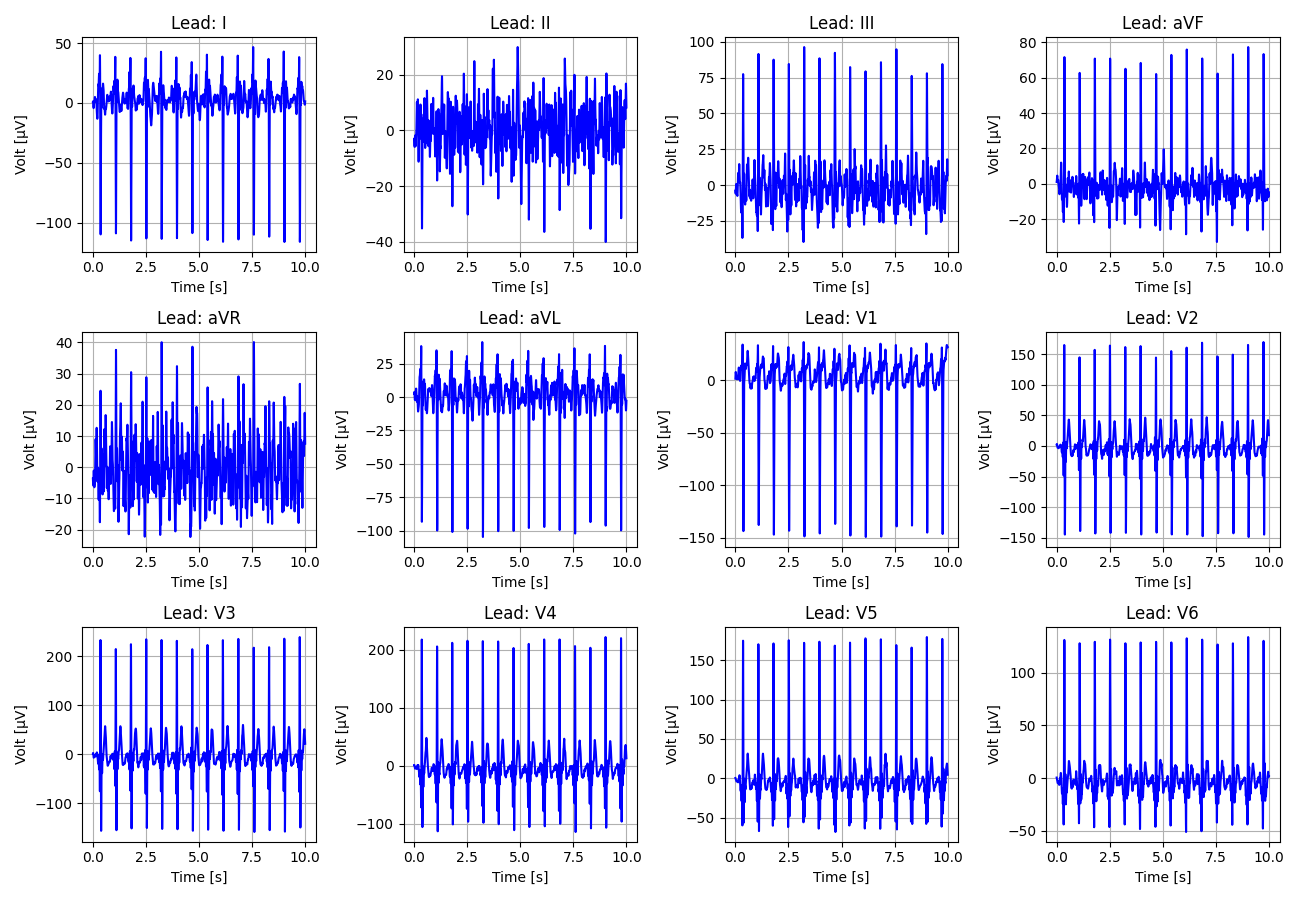 Lead: I
50
0
−50
−100
Volt [µV]
0.0 2.5 5.0 7.5 10.0
Time [s]
Lead: II
20
0
−20
−40
Volt [µV]
0.0 2.5 5.0 7.5 10.0
Time [s]
Lead: III
100
75
50
25
0
−25
Volt [µV]
0.0 2.5 5.0 7.5 10.0
Time [s]
Lead: aVF
80
60
40
20
0
−20
Volt [µV]
0.0 2.5 5.0 7.5 10.0
Time [s]
Lead: aVR
40
30
20
10
0
−10
−20
Volt [µV]
0.0 2.5 5.0 7.5 10.0
Time [s]
Lead: aVL
25
0
−25
−50
−75
−100
Volt [µV]
0.0 2.5 5.0 7.5 10.0
Time [s]
Lead: V1
0
−50
−100
−150
Volt [µV]
0.0 2.5 5.0 7.5 10.0
Time [s]
Lead: V2
150
100
50
0
−50
−100
−150
Volt [µV]
0.0 2.5 5.0 7.5 10.0
Time [s]
Lead: V3
200
100
0
−100
Volt [µV]
0.0 2.5 5.0 7.5 10.0
Time [s]
Lead: V4
200
100
0
−100
Volt [µV]
0.0 2.5 5.0 7.5 10.0
Time [s]
Lead: V5
150
100
50
0
−50
Volt [µV]
0.0 2.5 5.0 7.5 10.0
Time [s]
Lead: V6
100
50
0
−50
Volt [µV]
0.0 2.5 5.0 7.5 10.0
Time [s]